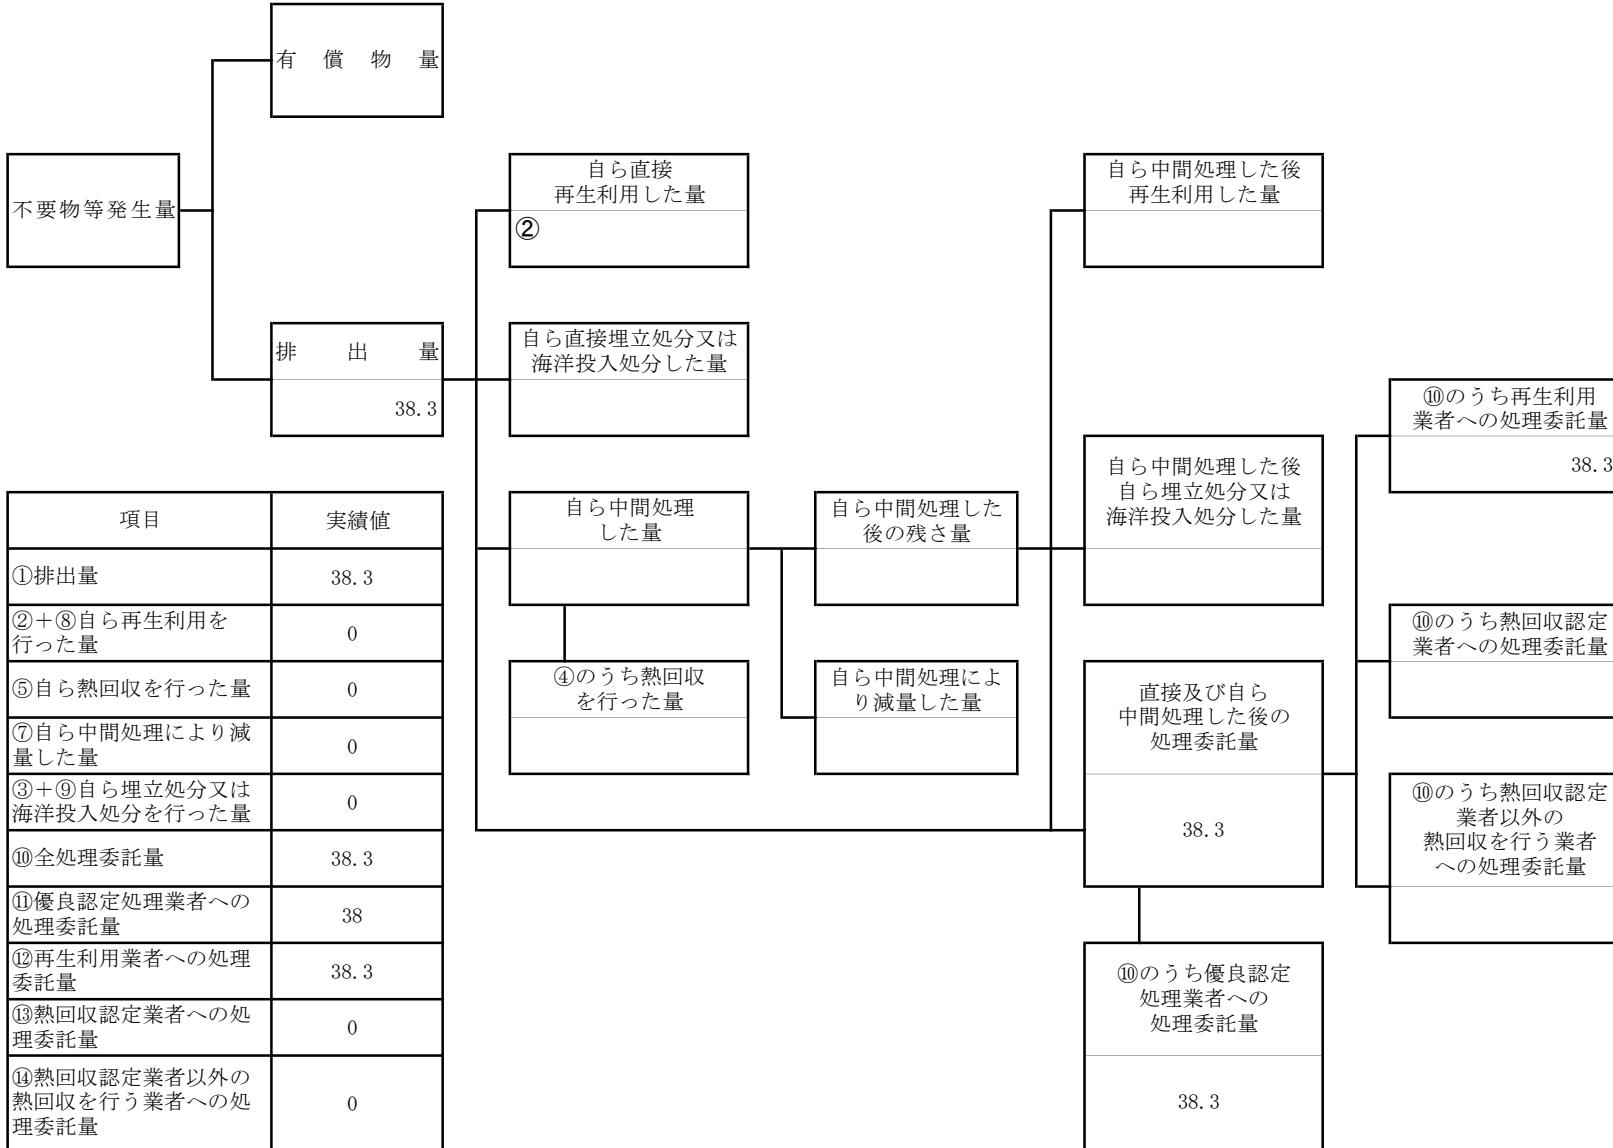 有償物量
不要物等発生量
自ら直接
再生利用した量
②
自ら中間処理した後
再生利用した量
排出量
38.3
自ら直接埋立処分又は
海洋投入処分した量
⑩のうち再生利用
業者への処理委託量
38.3
自ら中間処理
した量
自ら中間処理した
後の残さ量
自ら中間処理した後
自ら埋立処分又は
海洋投入処分した量
⑩のうち熱回収認定
業者への処理委託量
④のうち熱回収
を行った量
自ら中間処理によ
り減量した量
直接及び自ら
中間処理した後の
処理委託量
38.3
⑩のうち熱回収認定
業者以外の
熱回収を行う業者
への処理委託量
⑩のうち優良認定
処理業者への
処理委託量
38.3
項目 実績値
①排出量 38.3
②+⑧自ら再生利用を
行った量 0
⑤自ら熱回収を行った量 0
⑦自ら中間処理により減
量した量 0
③+⑨自ら埋立処分又は
海洋投入処分を行った量 0
⑩全処理委託量 38.3
⑪優良認定処理業者への
処理委託量 38
⑫再生利用業者への処理
委託量 38.3
⑬熱回収認定業者への処
理委託量 0
⑭熱回収認定業者以外の
熱回収を行う業者への処
理委託量 0